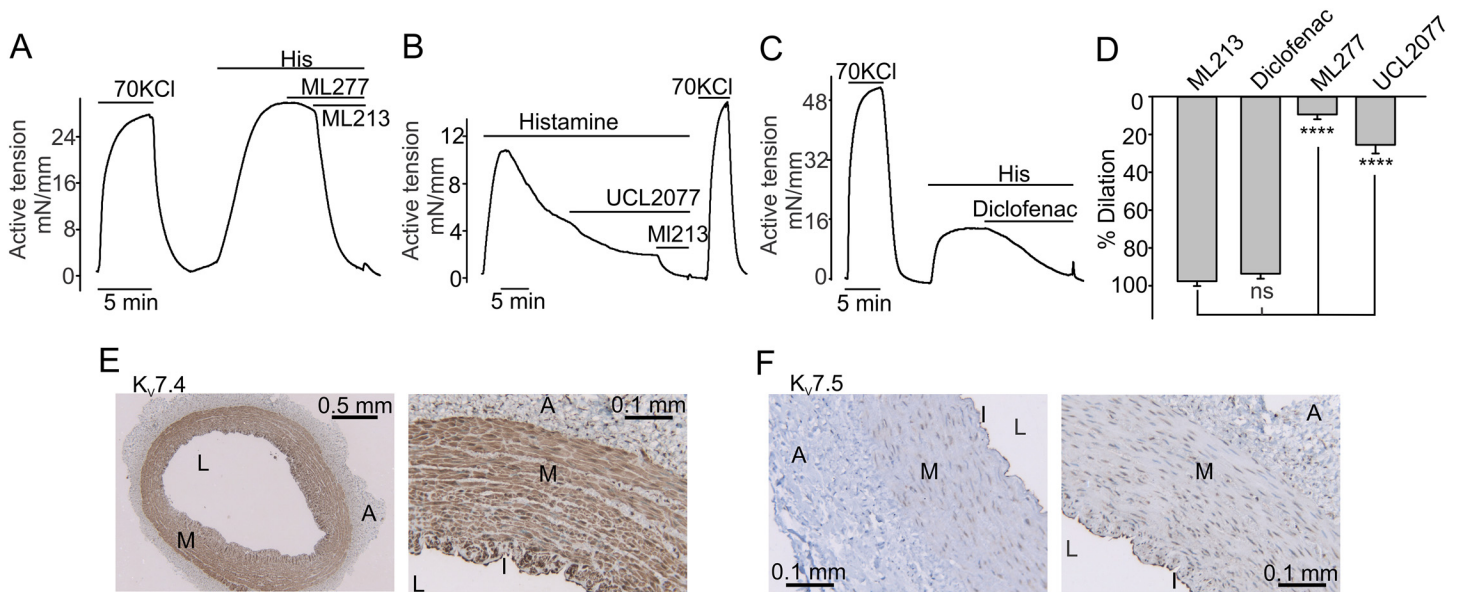 A
His
70KCl
ML277
ML213
24
16
8
0
Active tension
mN/mm
5 min
B
70KCl
Histamine
12
UCL2077
8
Ml213
4
0
Active tension
mN/mm
5 min
C
70KCl
48
His
32
Diclofenac
16
0
Active tension
mN/mm
5 min
D
ML213
Diclofenac
ML277
UCL2077
0
20
40
60
80
100
% Dilation
****
****
ns
E
Kv7.4
0.5 mm
L
A
M
A
0.1 mm
M
I
L
F
Kv7.5
I
L
A
M
0.1 mm
A
M
L
I
0.1 mm